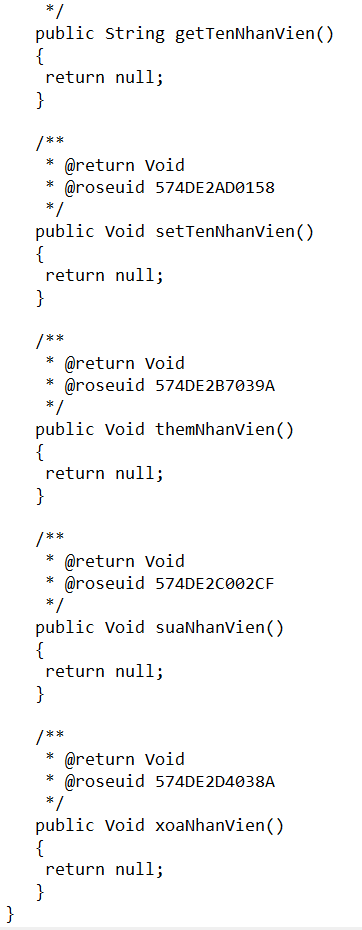 */
public String getTenNhanVien()
{
return null;
}
/**
* @return Void
* @roseuid 574DE2AD0158
*/
public Void setTenNhanVien()
{
return null;
}
/**
* @return Void
* @roseuid 574DE2B7039A
*/
public Void themNhanVien()
{
return null;
}
/**
* @return Void
* @roseuid 574DE2C002CF
*/
public Void suaNhanVien()
{
return null;
}
/**
* @return Void
* @roseuid 574DE2D4038A
*/
public Void xoaNhanVien()
{
return null;
}
}